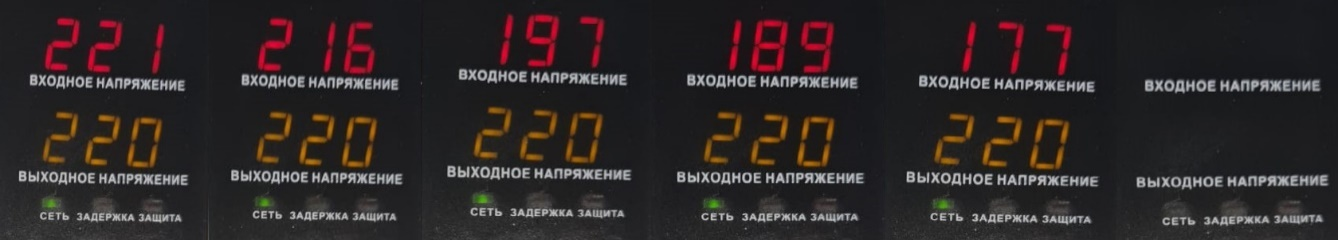 221
ВХОДНОЕ НАПРЯЖЕНИЕ
220
ВЫХОДНОЕ НАПРЯЖЕНИЕ
СЕТЬ ЗАДЕРЖКА ЗАЩИТА
216
ВХОДНОЕ НАПРЯЖЕНИЕ
220
ВЫХОДНОЕ НАПРЯЖЕНИЕ
СЕТЬ ЗАДЕРЖКА ЗАЩИТА
197
ВХОДНОЕ НАПРЯЖЕНИЕ
220
ВЫХОДНОЕ НАПРЯЖЕНИЕ
СЕТЬ ЗАДЕРЖКА ЗАЩИТА
189
ВХОДНОЕ НАПРЯЖЕНИЕ
220
ВЫХОДНОЕ НАПРЯЖЕНИЕ
СЕТЬ ЗАДЕРЖКА ЗАЩИТА
177
ВХОДНОЕ НАПРЯЖЕНИЕ
220
ВЫХОДНОЕ НАПРЯЖЕНИЕ
СЕТЬ ЗАДЕРЖКА ЗАЩИТА
ВХОДНОЕ НАПРЯЖЕНИЕ
ВЫХОДНОЕ НАПРЯЖЕНИЕ
СЕТЬ ЗАДЕРЖКА ЗАЩИТА